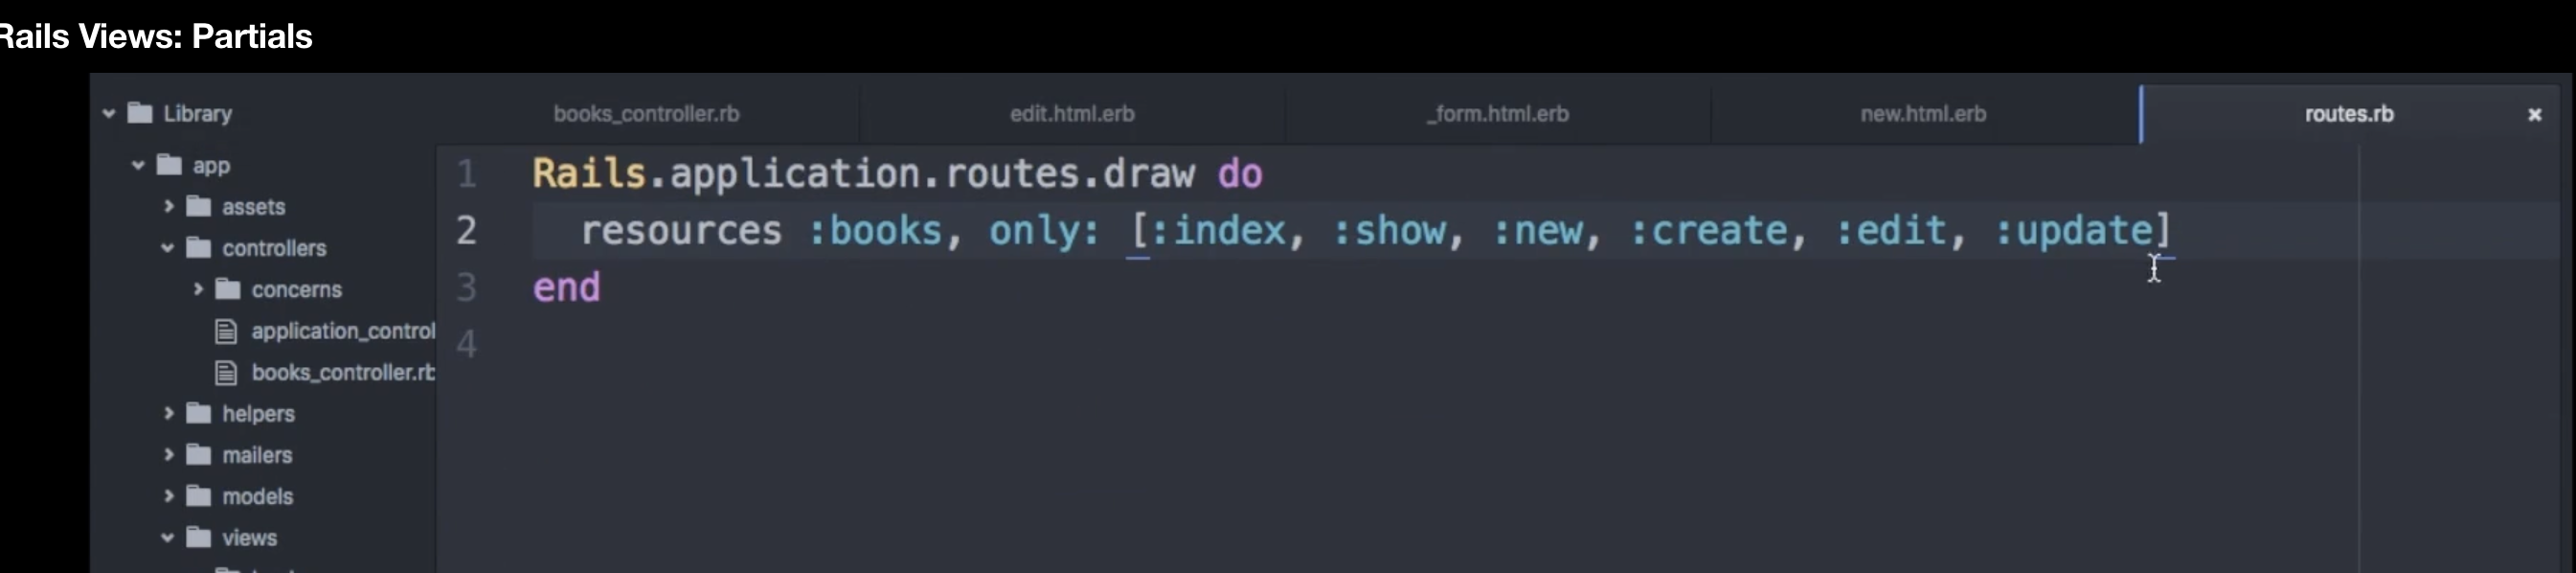 Rails Views: Partials
Library
books_controller.rb
edit.html.erb
_form.html.erb
new.html.erb
routes.rb
app
assets
controllers
concerns
application_control
books_controller.rb
helpers
mailers
models
views
1 Rails.application.routes.draw do
2 resources :books, only: [:index, :show, :new, :create, :edit, :update]
3 end
4